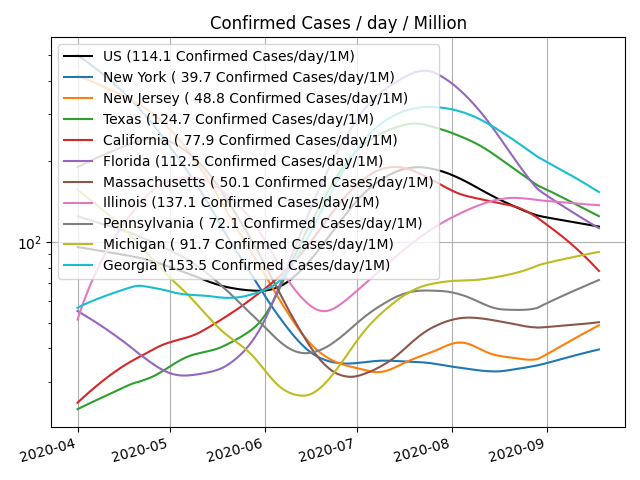 Confirmed Cases / day / Million
US (114.1 Confirmed Cases/day/1M)
New York ( 39.7 Confirmed Cases/day/1M)
New Jersey ( 48.8 Confirmed Cases/day/1M)
Texas (124.7 Confirmed Cases/day/1M)
California ( 77.9 Confirmed Cases/day/1M)
Florida (112.5 Confirmed Cases/day/1M)
Massachusetts ( 50.1 Confirmed Cases/day/1M)
Illinois (137.1 Confirmed Cases/day/1M)
Pennsylvania ( 72.1 Confirmed Cases/day/1M)
Michigan ( 91.7 Confirmed Cases/day/1M)
Georgia (153.5 Confirmed Cases/day/1M)
10²
2020-04 2020-05 2020-06 2020-07 2020-08 2020-09